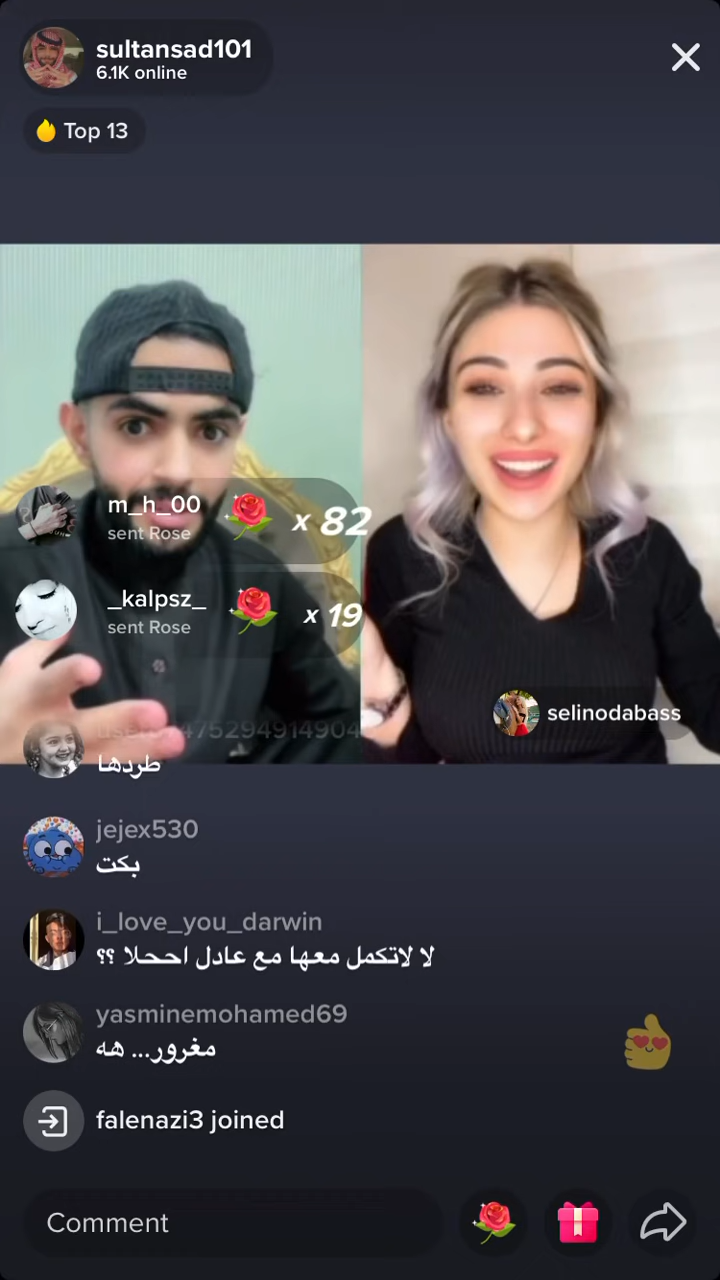 sultansad101
6.1K online
Top 13
m_h_00
sent Rose
x 82
_kalpsz_
sent Rose
x 19
selinodabass
طردها
jejex530
بكت
i_love_you_darwin
لا لاتكمل معها مع عادل اححلا ؟؟
yasminemohamed69
مغرور... هه
falenazi3 joined
Comment